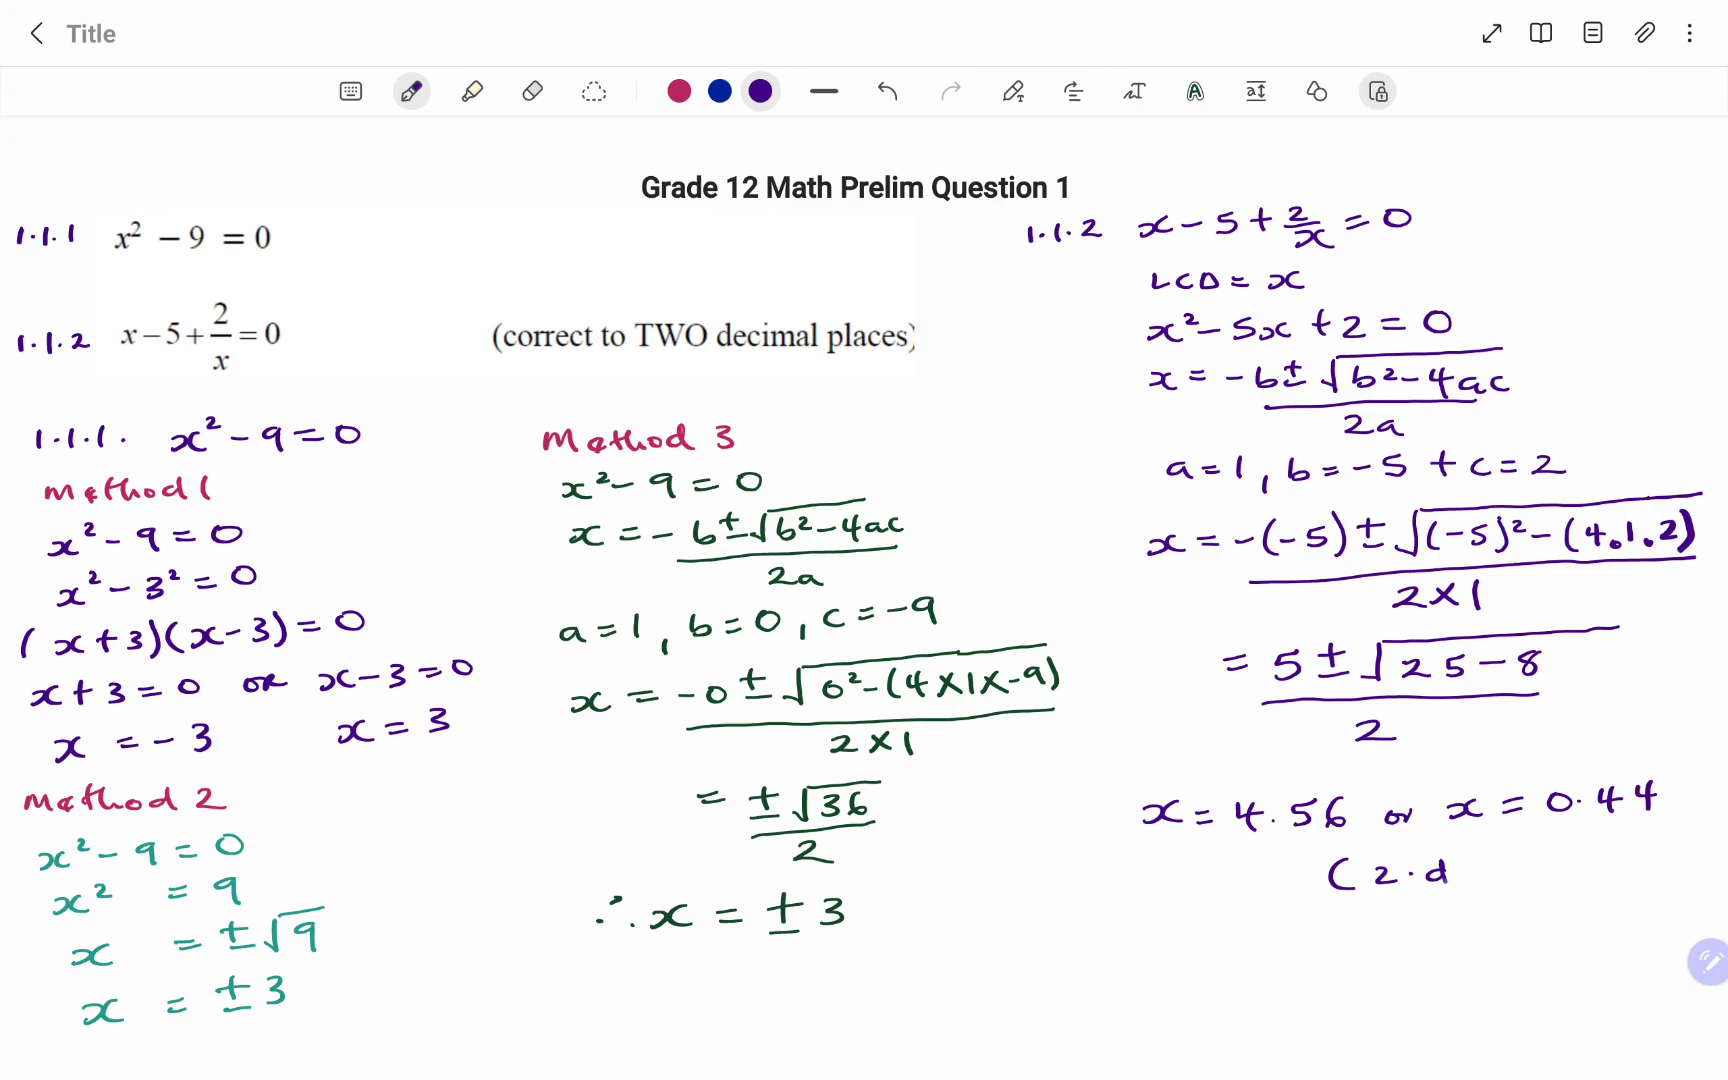 Title
Grade 12 Math Prelim Question 1
1.1.1 x² − 9 = 0
1.1.2 x − 5 + 2/x = 0 (correct to TWO decimal places)
1.1.1. x² − 9 = 0
Method 1
x² − 9 = 0
x² − 3² = 0
(x + 3)(x − 3) = 0
x + 3 = 0 or x − 3 = 0
x = −3 x = 3
Method 2
x² − 9 = 0
x² = 9
x = ±√9
x = ±3
Method 3
x² − 9 = 0
x = −b ± √b² − 4ac / 2a
a = 1, b = 0, c = −9
x = −0 ± √0² − (4 × 1 × −9) / 2 × 1
= ±√36 / 2
∴ x = ±3
1.1.2 x − 5 + 2/x = 0
LCD = x
x² − 5x + 2 = 0
x = −b ± √b² − 4ac / 2a
a = 1, b = −5 + c = 2
x = −(−5) ± √(−5)² − (4.1.2) / 2 × 1
= 5 ± √25 − 8 / 2
x = 4.56 or x = 0.44
(2.d